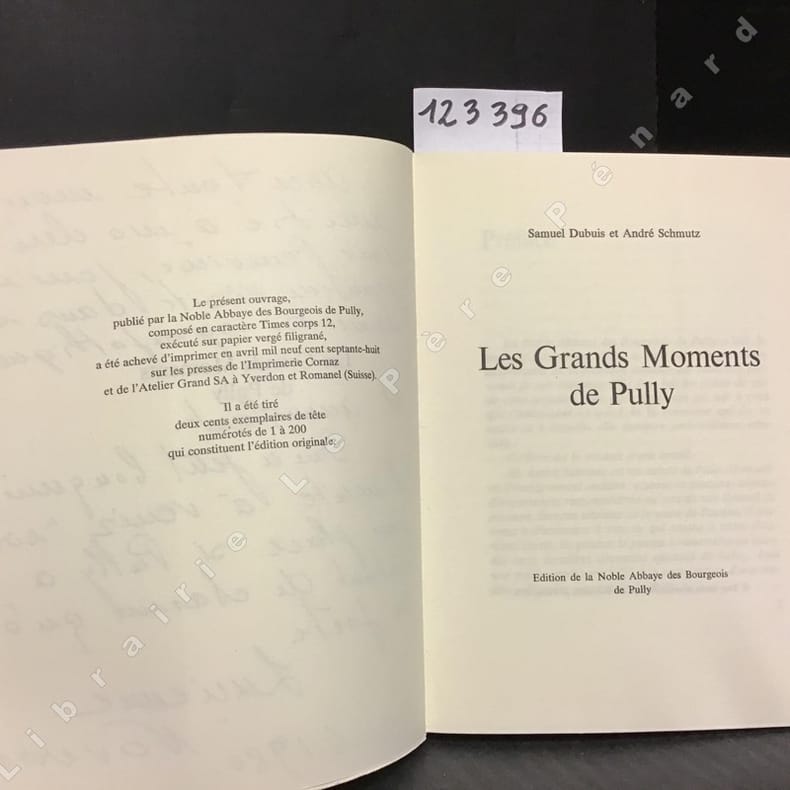 123396
Le présent ouvrage,
publié par la Noble Abbaye des Bourgeois de Pully,
composé en caractère Times corps 12,
exécuté sur papier vergé filigrané,
a été achevé d'imprimer en avril mil neuf cent septante-huit
sur les presses de l'Imprimerie Cornaz
et de l'Atelier Grand SA à Yverdon et Romanel (Suisse).
Il a été tiré
deux cents exemplaires de tête
numérotés de 1 à 200
qui constituent l'édition originale.
Samuel Dubuis et André Schmutz
Les Grands Moments
de Pully
Edition de la Noble Abbaye des Bourgeois
de Pully
Librairie Le Père Pénard